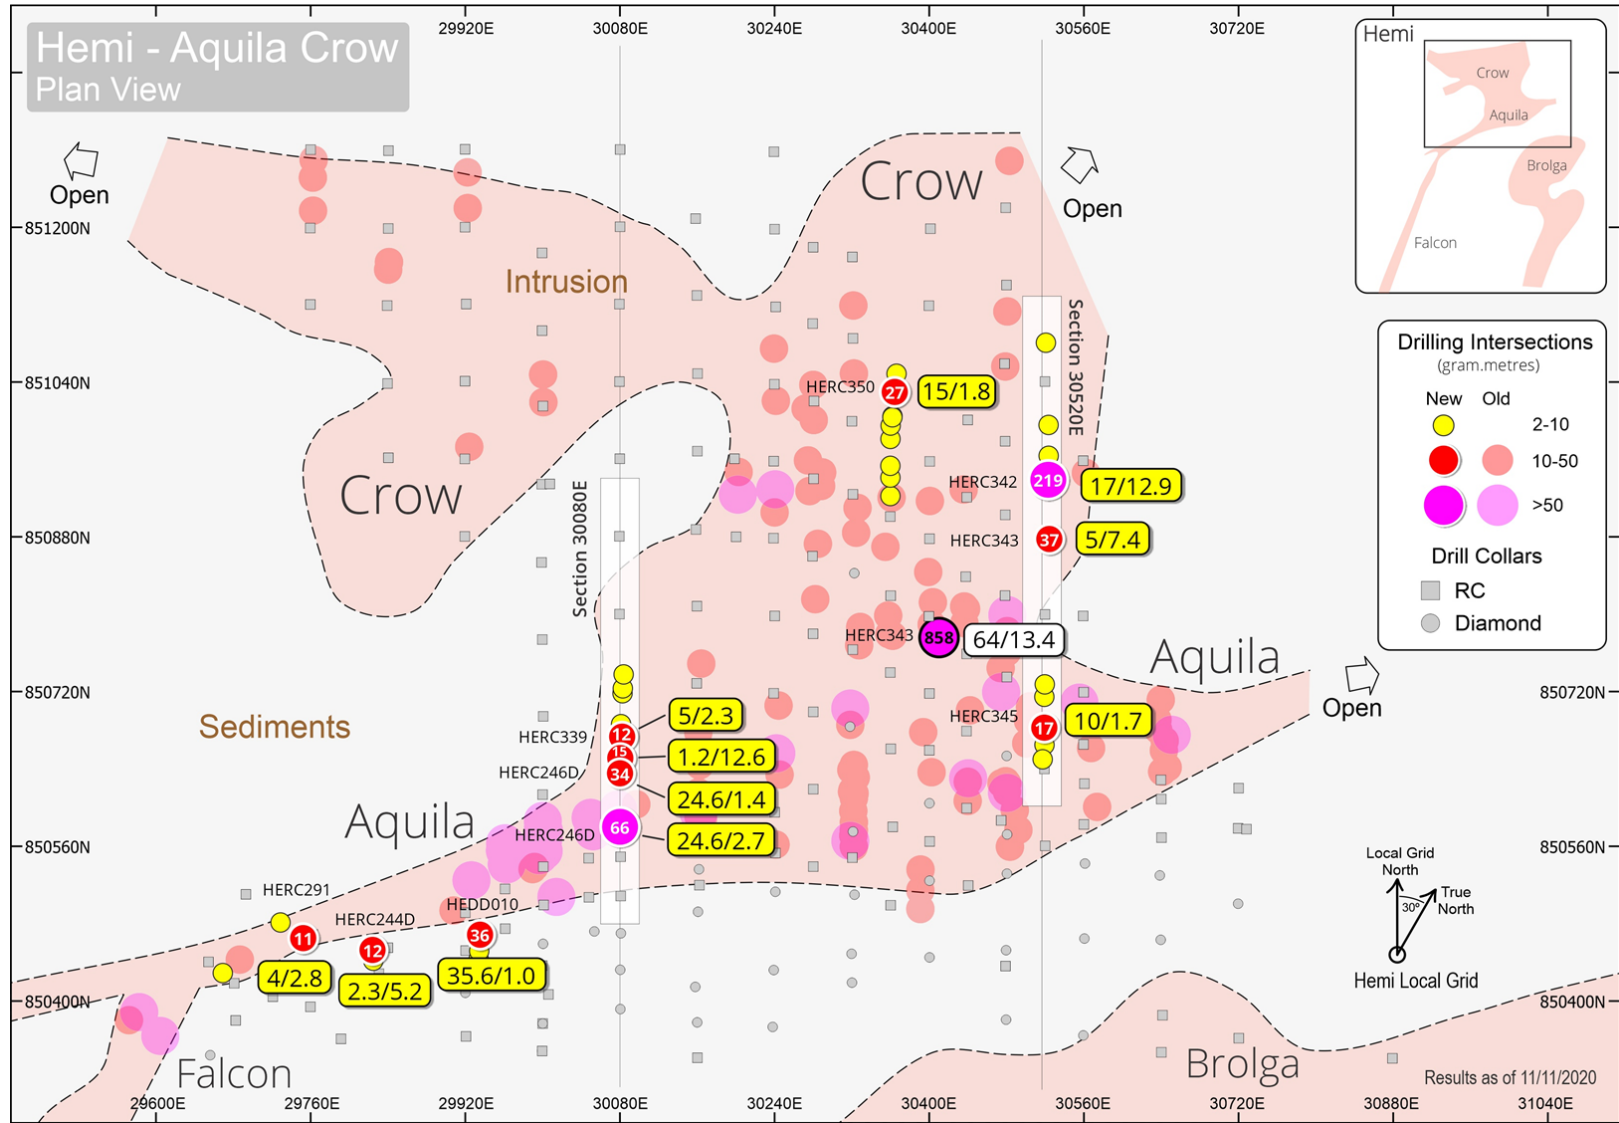 29920E 30080E 30240E 30400E 30560E 30720E
Hemi - Aquila Crow
Plan View
Hemi
Crow
Aquila
Brolga
Falcon
Open
Crow
Open
851200N
Intrusion
Section 30520E
Drilling Intersections
(gram.metres)
New Old
2-10
10-50
>50
Drill Collars
RC
Diamond
851040N
HERC350 27 15/1.8
Crow
HERC342 219 17/12.9
Section 30080E
850880N
HERC343 37 5/7.4
HERC343 858 64/13.4
Aquila
Open
850720N
850720N
Sediments
HERC345 17 10/1.7
5/2.3
HERC339 12
15 1.2/12.6
HERC246D 34
24.6/1.4
Aquila
HERC246D 66
24.6/2.7
850560N
850560N
Local Grid
North
True
North
30º
Hemi Local Grid
HERC291
HERC244D
HEDD010
11
12
36
4/2.8
2.3/5.2
35.6/1.0
850400N
850400N
Falcon
Brolga
Results as of 11/11/2020
29600E 29760E 29920E 30080E 30240E 30400E 30560E 30720E 30880E 31040E